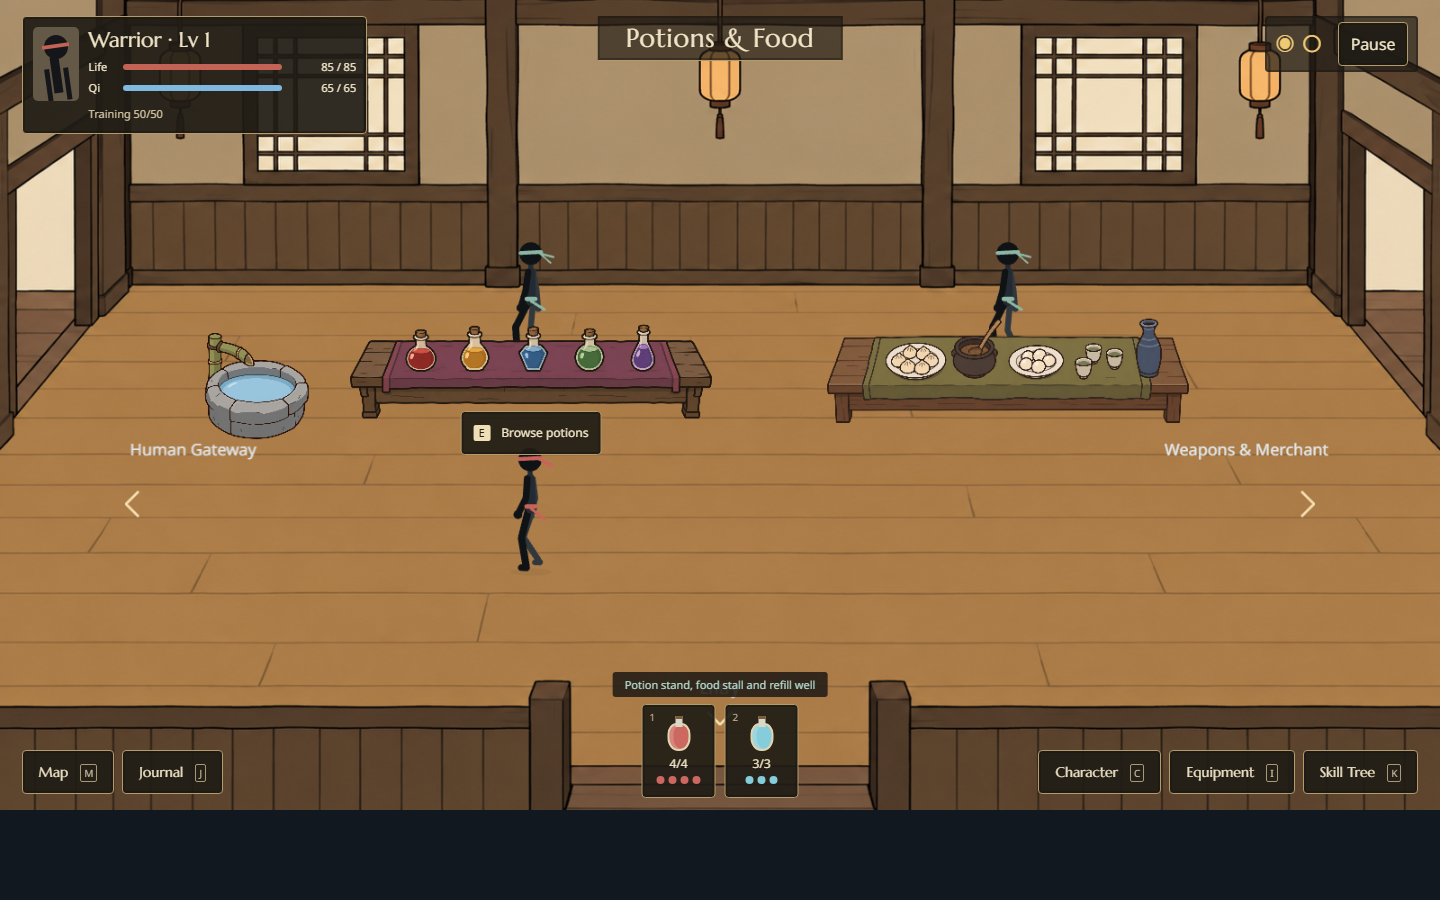 Warrior · Lv 1
Life 85 / 85
Qi 65 / 65
Training 50/50
Potions & Food
Pause
E Browse potions
Human Gateway
Weapons & Merchant
Potion stand, food stall and refill well
1 2
4/4 3/3
Map M
Journal J
Character C
Equipment I
Skill Tree K